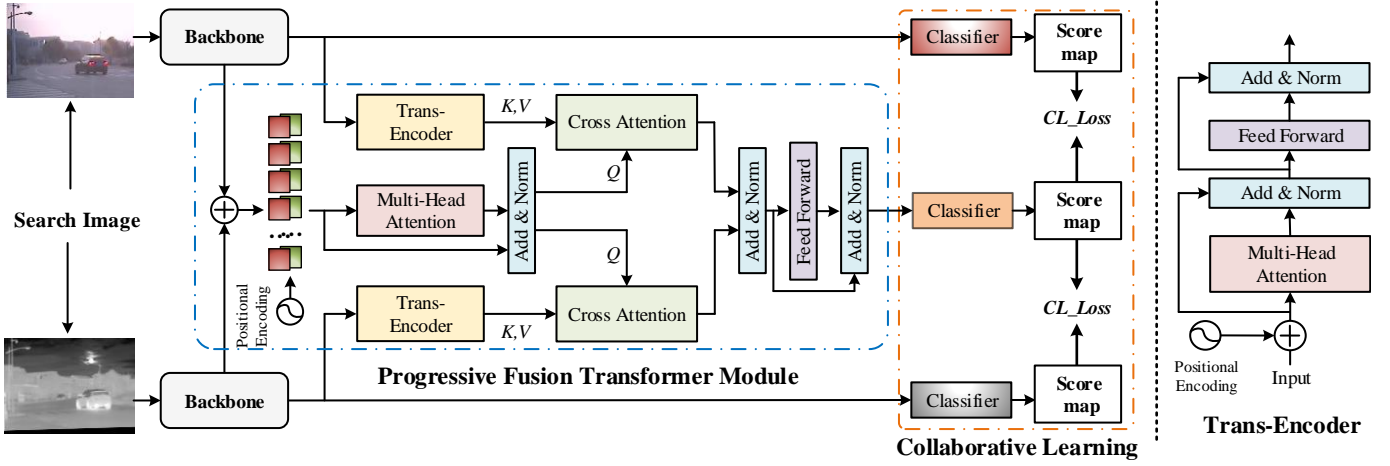 Search Image
Backbone
Backbone
Positional
Encoding
Trans-
Encoder
K,V
Cross Attention
Q
Multi-Head
Attention
Add & Norm
Q
Trans-
Encoder
K,V
Cross Attention
Add & Norm
Feed Forward
Add & Norm
Progressive Fusion Transformer Module
Classifier
Score
map
CL_Loss
Classifier
Score
map
CL_Loss
Classifier
Score
map
Collaborative Learning
Add & Norm
Feed Forward
Add & Norm
Multi-Head
Attention
Positional
Encoding
Input
Trans-Encoder